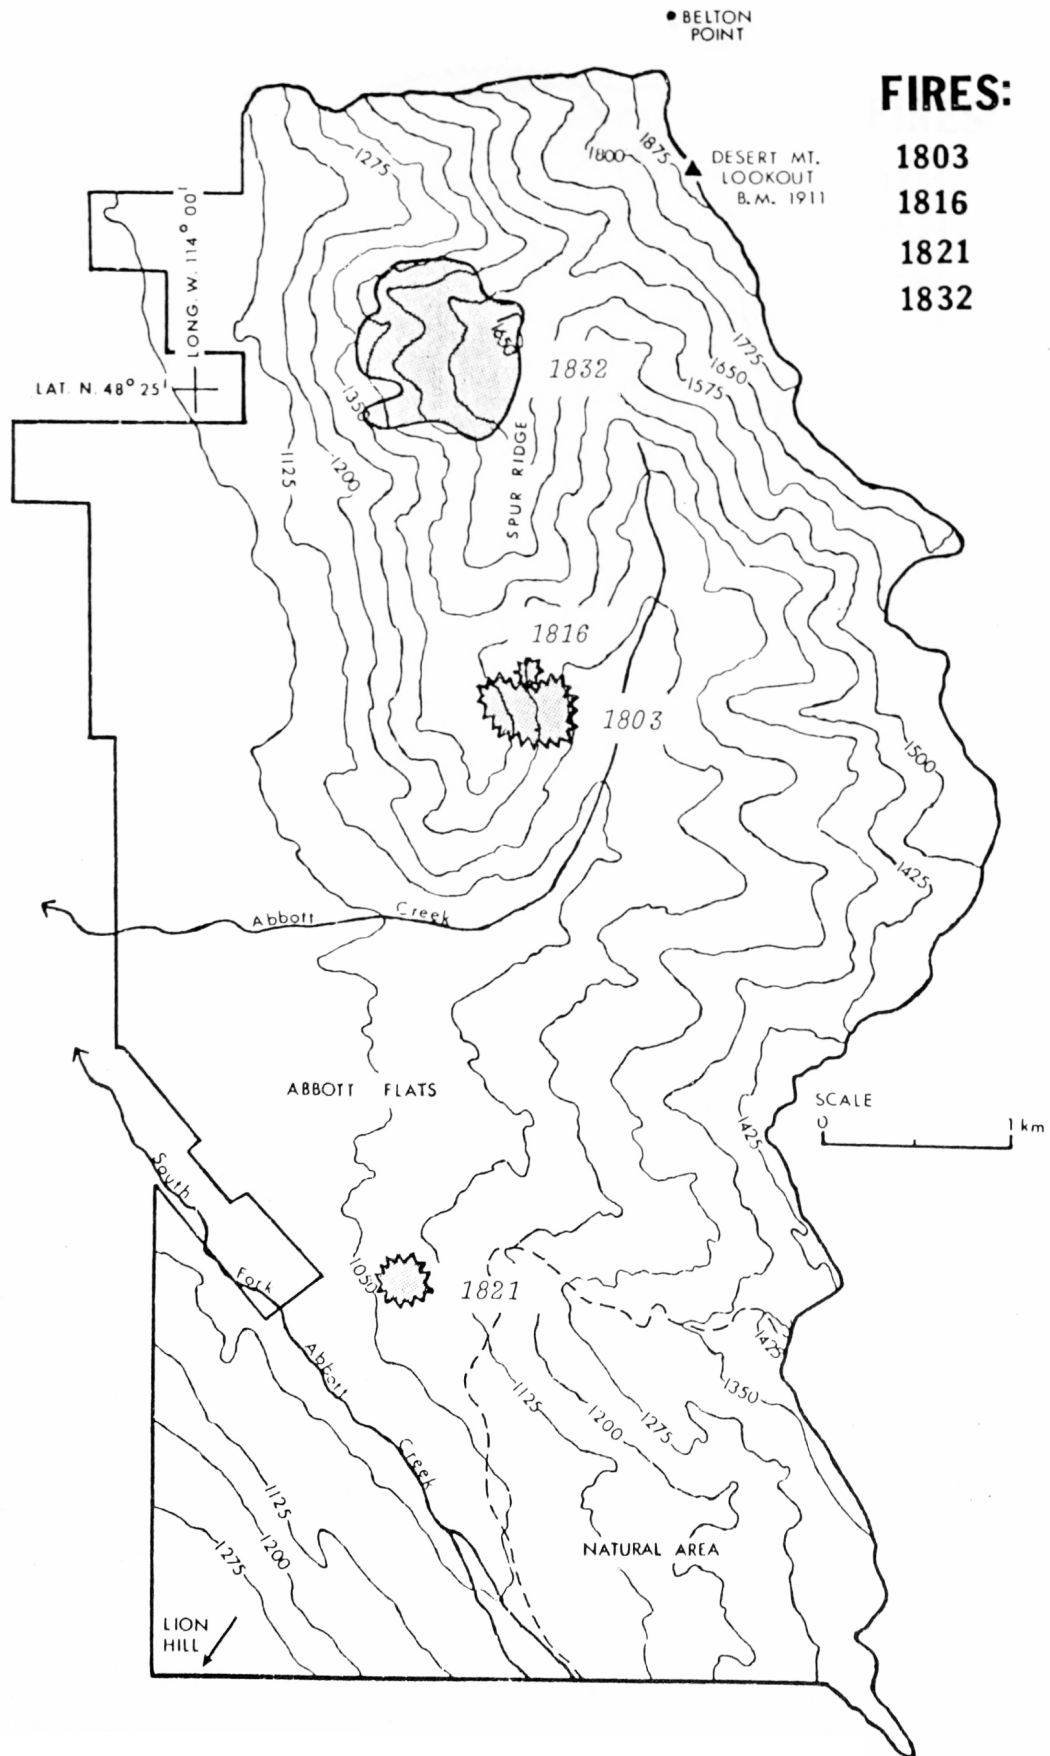 BELTON
POINT
FIRES:
1803
1816
1821
1832
DESERT MT.
LOOKOUT
B.M. 1911
1275
1800
1875
LONG. W. 114° 00'
LAT. N. 48° 25'
1650
1832
1775
1650
1575
1350
1125
1200
SPUR RIDGE
1816
1803
1500
1425
Abbott Creek
ABBOTT FLATS
SCALE
0 1 km
1425
South Fork Abbott Creek
1050
1821
1425
1350
1125
1200
1275
1125
1200
1275
NATURAL AREA
LION
HILL